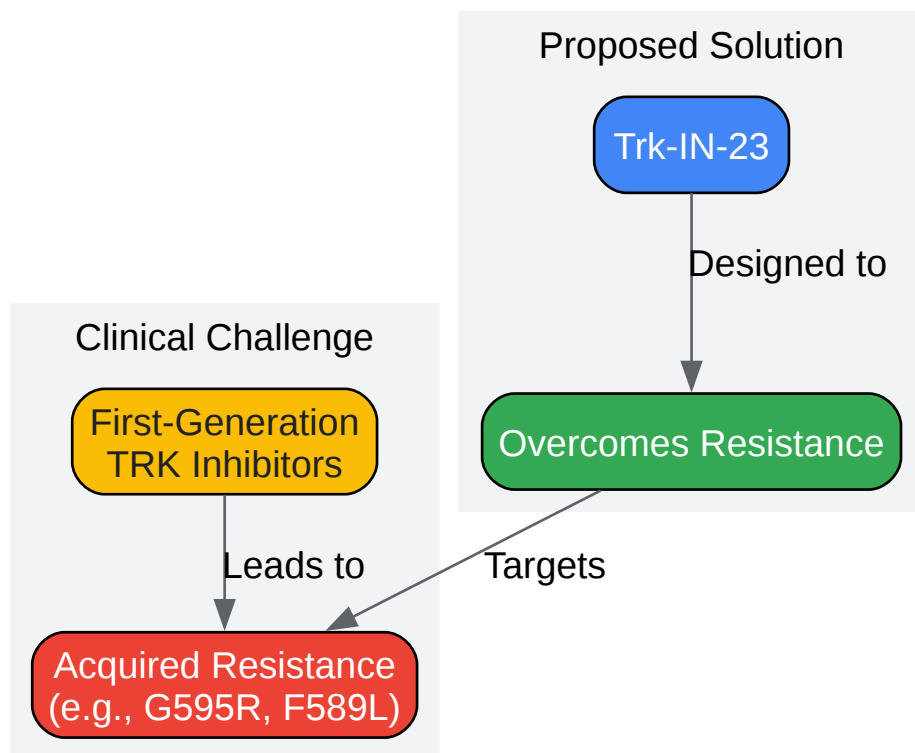 Proposed Solution
Trk-IN-23
Designed to
Overcomes Resistance
Clinical Challenge
First-Generation
TRK Inhibitors
Leads to
Targets
Acquired Resistance
(e.g., G595R, F589L)